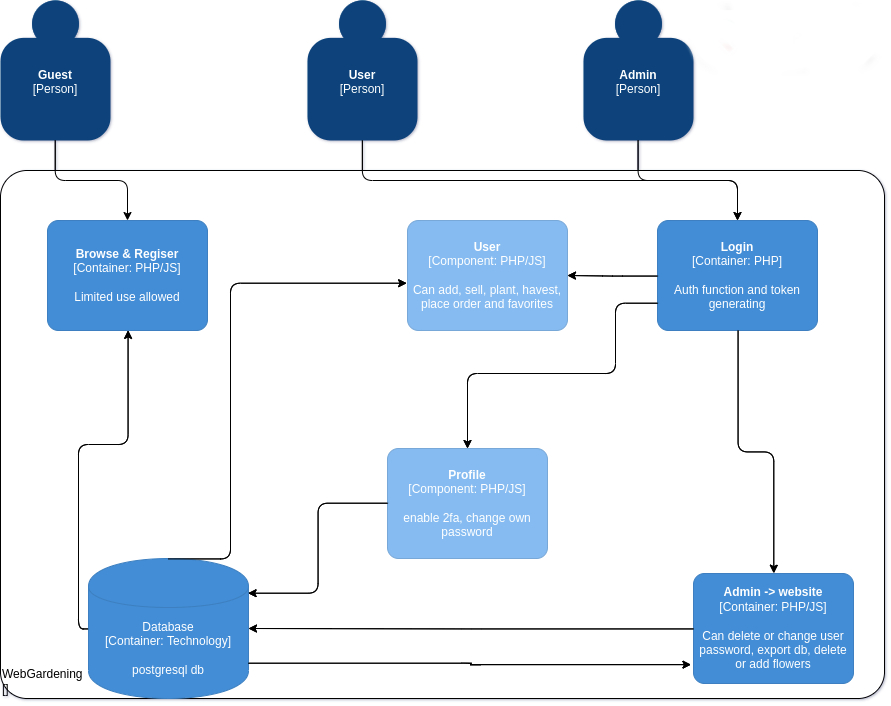 Guest
[Person]
User
[Person]
Admin
[Person]
Browse & Regiser
[Container: PHP/JS]
Limited use allowed
User
[Component: PHP/JS]
Can add, sell, plant, havest,
place order and favorites
Login
[Container: PHP]
Auth function and token
generating
Profile
[Component: PHP/JS]
enable 2fa, change own
password
Database
[Container: Technology]
postgresql db
Admin -> website
[Container: PHP/JS]
Can delete or change user
password, export db, delete
or add flowers
WebGardening
[]